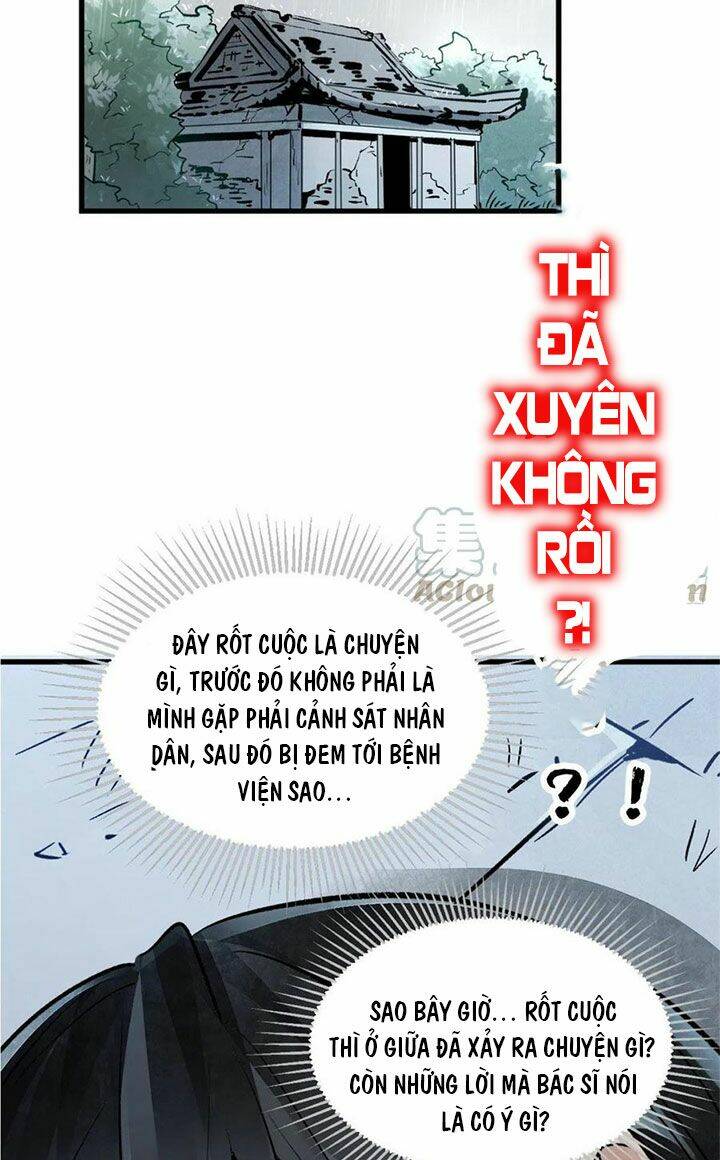 THÌ
ĐÃ
XUYÊN
KHÔNG
RỒI
?!
ĐÂY RỐT CUỘC LÀ CHUYỆN
GÌ, TRƯỚC ĐÓ KHÔNG PHẢI LÀ
MÌNH GẶP PHẢI CẢNH SÁT NHÂN
DÂN, SAU ĐÓ BỊ ĐEM TỚI BỆNH
VIỆN SAO...
?!
SAO BÂY GIỜ... RỐT CUỘC
THÌ Ở GIỮA ĐÃ XẢY RA CHUYỆN GÌ?
CÒN NHỮNG LỜI MÀ BÁC SĨ NÓI
LÀ CÓ Ý GÌ?